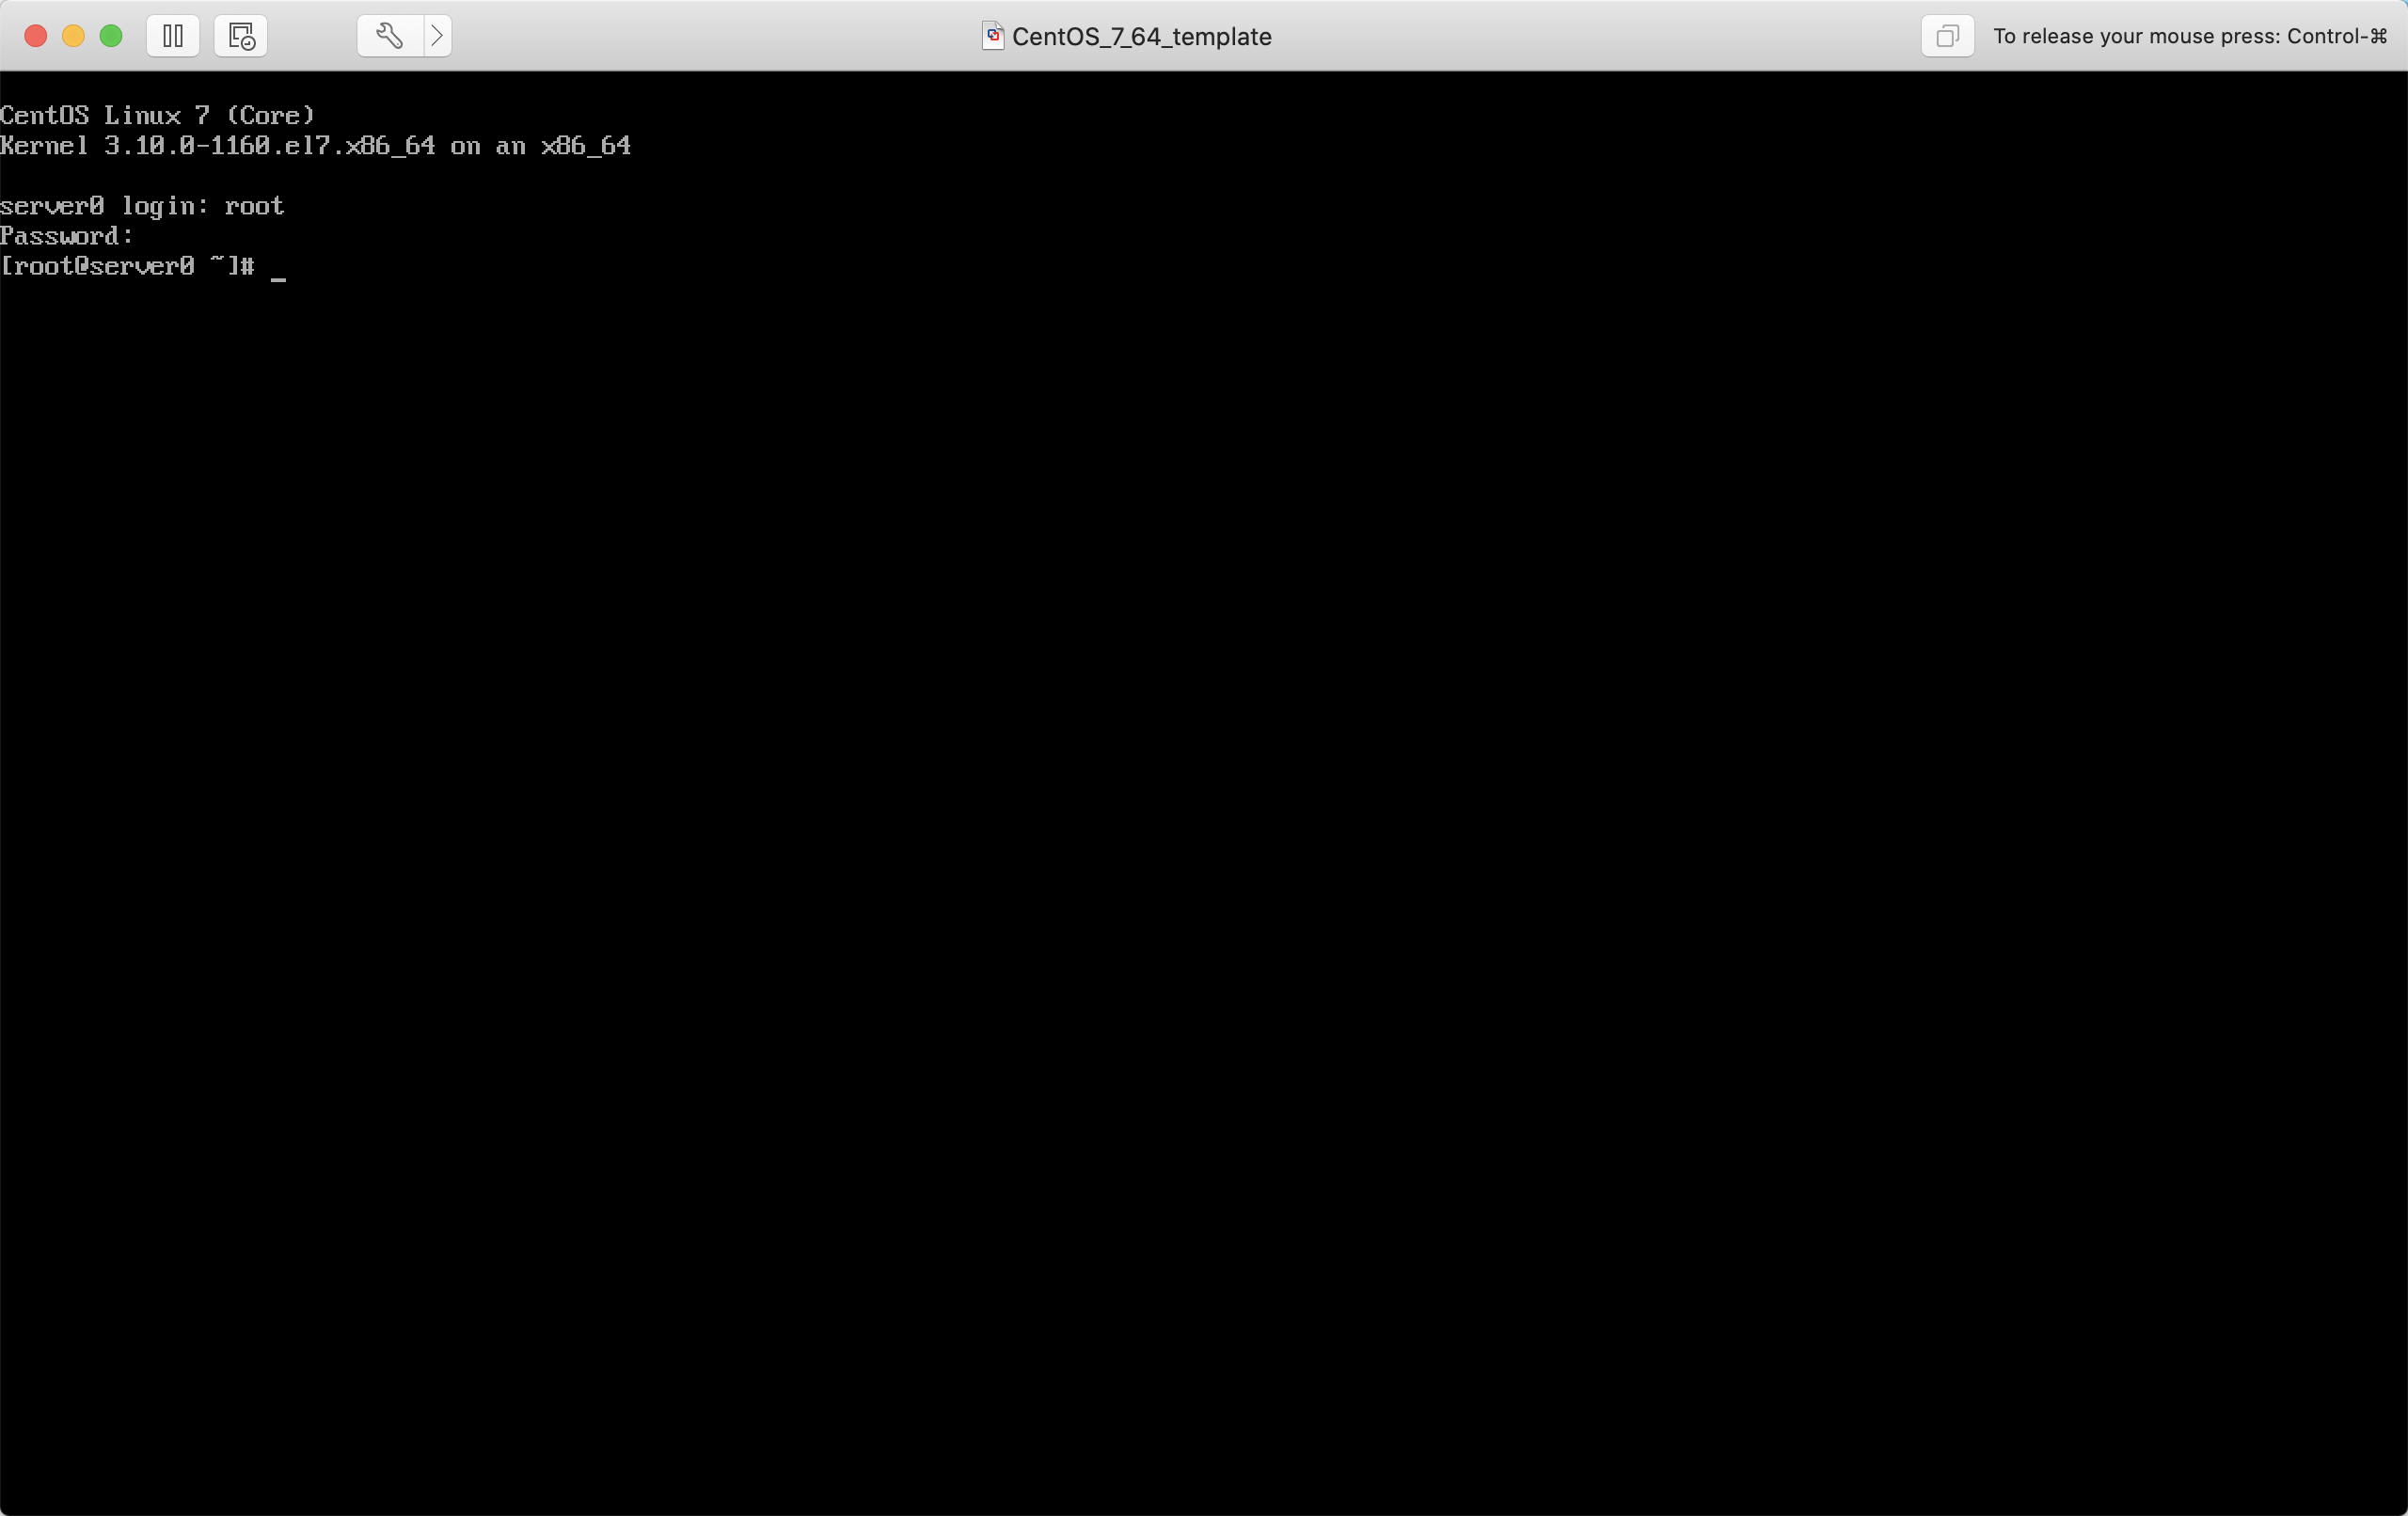 CentOS_7_64_template
To release your mouse press: Control-⌘
CentOS Linux 7 (Core)
Kernel 3.10.0-1160.el7.x86_64 on an x86_64
server0 login: root
Password:
[root@server0 ~]# _